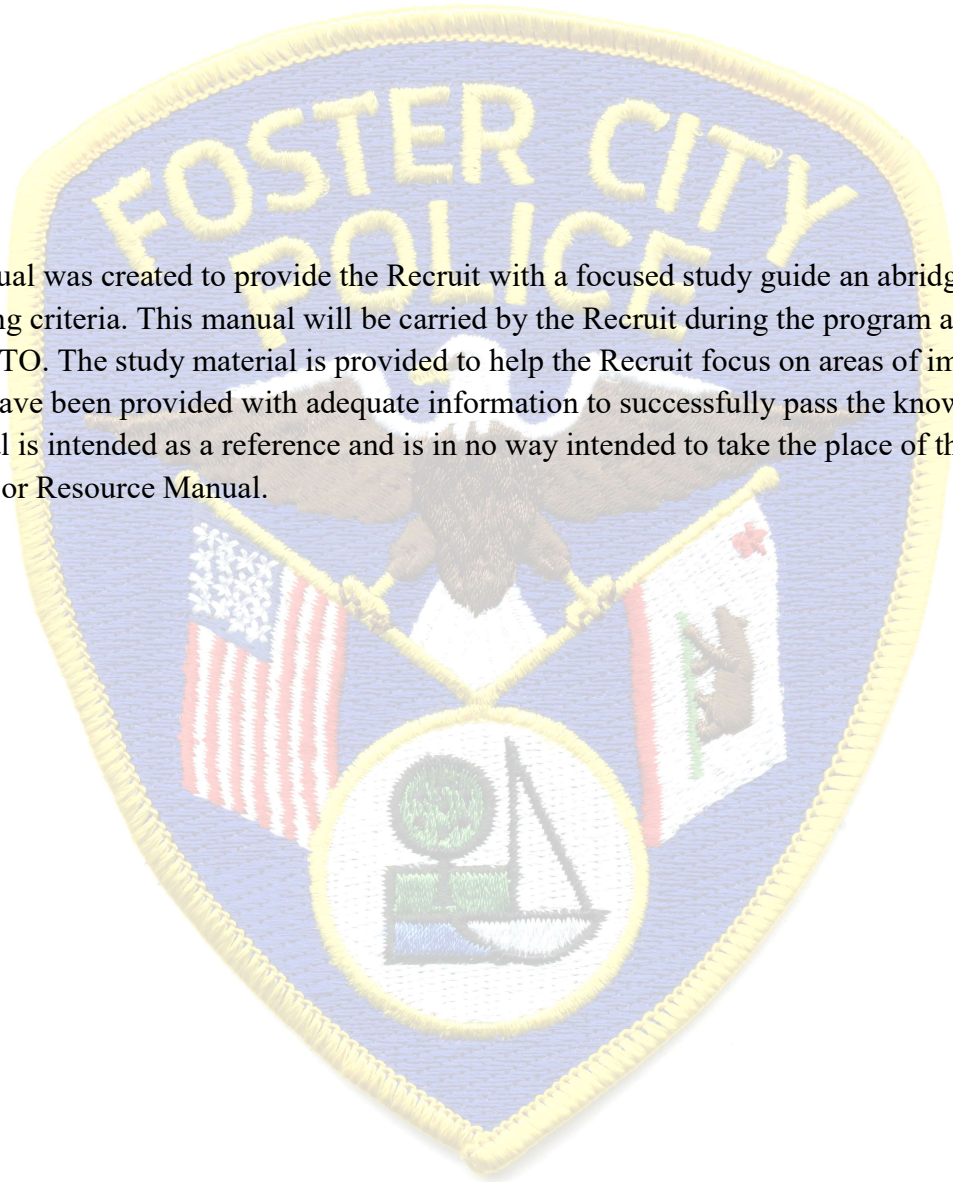 FOSTER CITY
POLICE
ual was created to provide the Recruit with a focused study guide an abridg
ng criteria. This manual will be carried by the Recruit during the program a
TO. The study material is provided to help the Recruit focus on areas of im
ave been provided with adequate information to successfully pass the know
l is intended as a reference and is in no way intended to take the place of th
or Resource Manual.